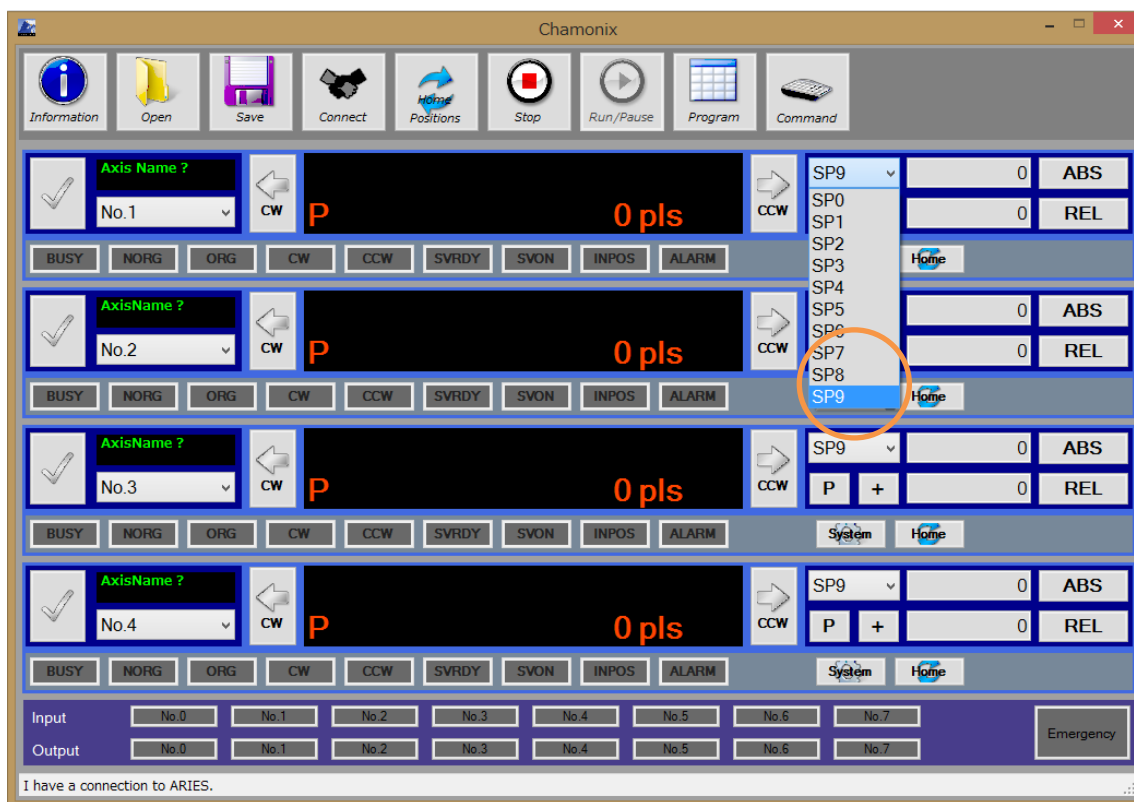 Chamonix
Information Open Save Connect Home Positions Stop Run/Pause Program Command
Axis Name ?
No.1 CW P 0 pls CCW SP9 0 ABS
0 REL
SP0
SP1
SP2
SP3
SP4
SP5
SP6
SP7
SP8
SP9
BUSY NORG ORG CW CCW SVRDY SVON INPOS ALARM Home
AxisName ?
No.2 CW P 0 pls CCW 0 ABS
0 REL
BUSY NORG ORG CW CCW SVRDY SVON INPOS ALARM Home
AxisName ?
No.3 CW P 0 pls CCW SP9 0 ABS
P + 0 REL
BUSY NORG ORG CW CCW SVRDY SVON INPOS ALARM System Home
AxisName ?
No.4 CW P 0 pls CCW SP9 0 ABS
P + 0 REL
BUSY NORG ORG CW CCW SVRDY SVON INPOS ALARM System Home
Input No.0 No.1 No.2 No.3 No.4 No.5 No.6 No.7
Output No.0 No.1 No.2 No.3 No.4 No.5 No.6 No.7
Emergency
I have a connection to ARIES.